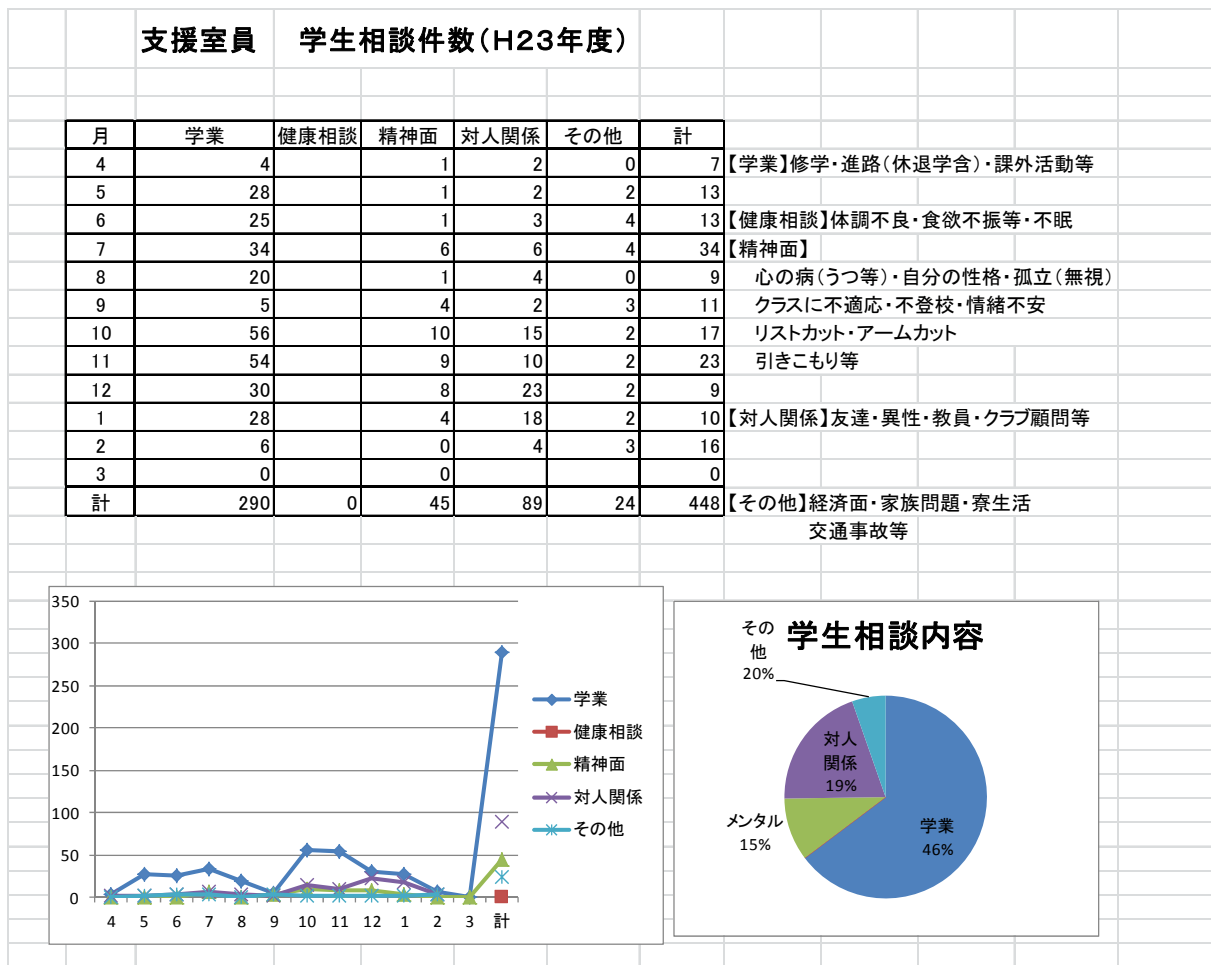 支援室員　学生相談件数(H23年度)
月 学業 健康相談 精神面 対人関係 その他 計
4 4 1 2 0 7 【学業】修学・進路(休退学含)・課外活動等
5 28 1 2 2 13
6 25 1 3 4 13 【健康相談】体調不良・食欲不振等・不眠
7 34 6 6 4 34 【精神面】
8 20 1 4 0 9 心の病(うつ等)・自分の性格・孤立(無視)
9 5 4 2 3 11 クラスに不適応・不登校・情緒不安
10 56 10 15 2 17 リストカット・アームカット
11 54 9 10 2 23 引きこもり等
12 30 8 23 2 9
1 28 4 18 2 10 【対人関係】友達・異性・教員・クラブ顧問等
2 6 0 4 3 16
3 0 0 0
計 290 0 45 89 24 448 【その他】経済面・家族問題・寮生活
交通事故等
350
300
250
200
150
100
50
0
4 5 6 7 8 9 10 11 12 1 2 3 計
学業
健康相談
精神面
対人関係
その他
学生相談内容
その
他
20%
対人
関係
19%
メンタル
15%
学業
46%